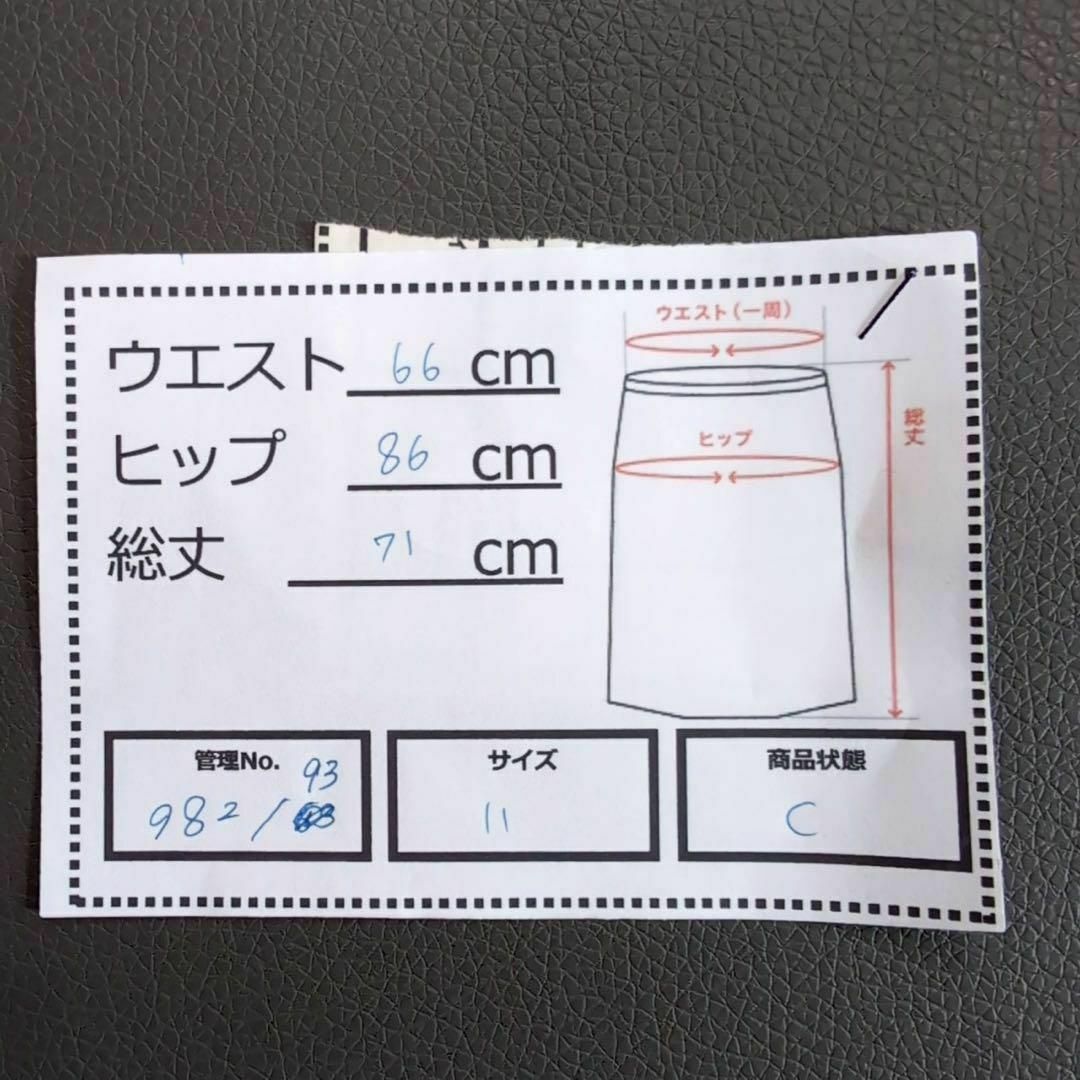 ウエスト 66 cm
ヒップ 86 cm
総丈 71 cm
ウエスト(一周)
ヒップ
総丈
管理No.
93
982/
サイズ
11
商品状態
C